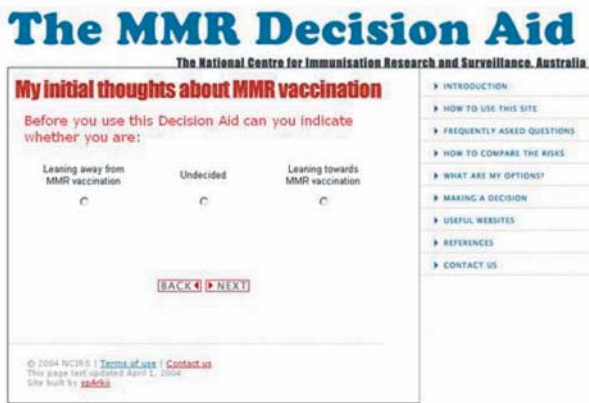 The MMR Decision Aid
The National Centre for Immunisation Research and Surveillance. Australia
My initial thoughts about MMR vaccination
Before you use this Decision Aid can you indicate
whether you are:
Leaning away from
MMR vaccination
Undecided
Leaning towards
MMR vaccination
BACK NEXT
© 2004 NCIRS | Terms of use | Contact us
This page last updated April 1, 2004
Site built by spArkii
INTRODUCTION
HOW TO USE THIS SITE
FREQUENTLY ASKED QUESTIONS
HOW TO COMPARE THE RISKS
WHAT ARE MY OPTIONS?
MAKING A DECISION
USEFUL WEBSITES
REFERENCES
CONTACT US